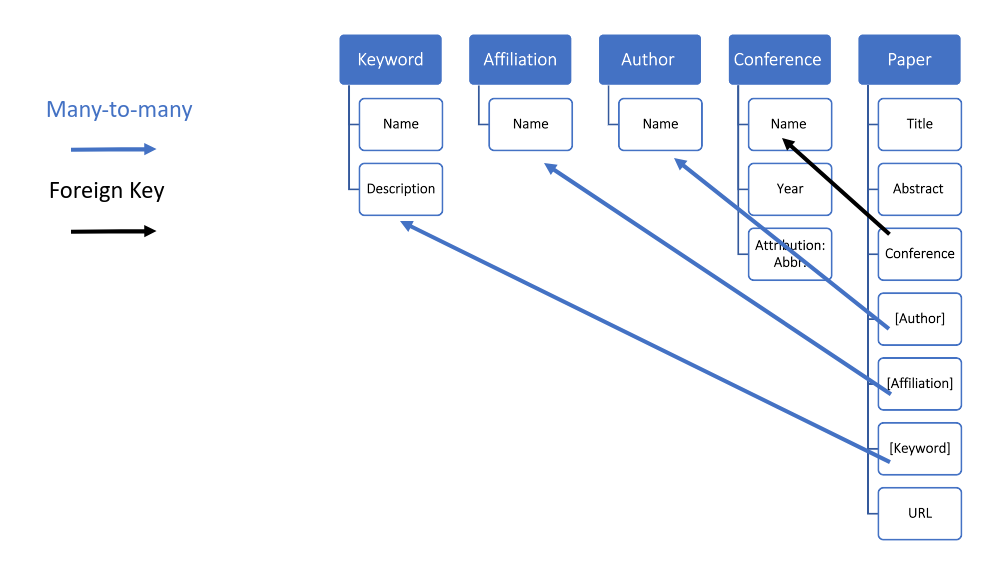 Many-to-many
Foreign Key
Keyword
Name
Description
Affiliation
Name
Author
Name
Conference
Name
Year
Attribution:
Abbr.
Paper
Title
Abstract
Conference
[Author]
[Affiliation]
[Keyword]
URL